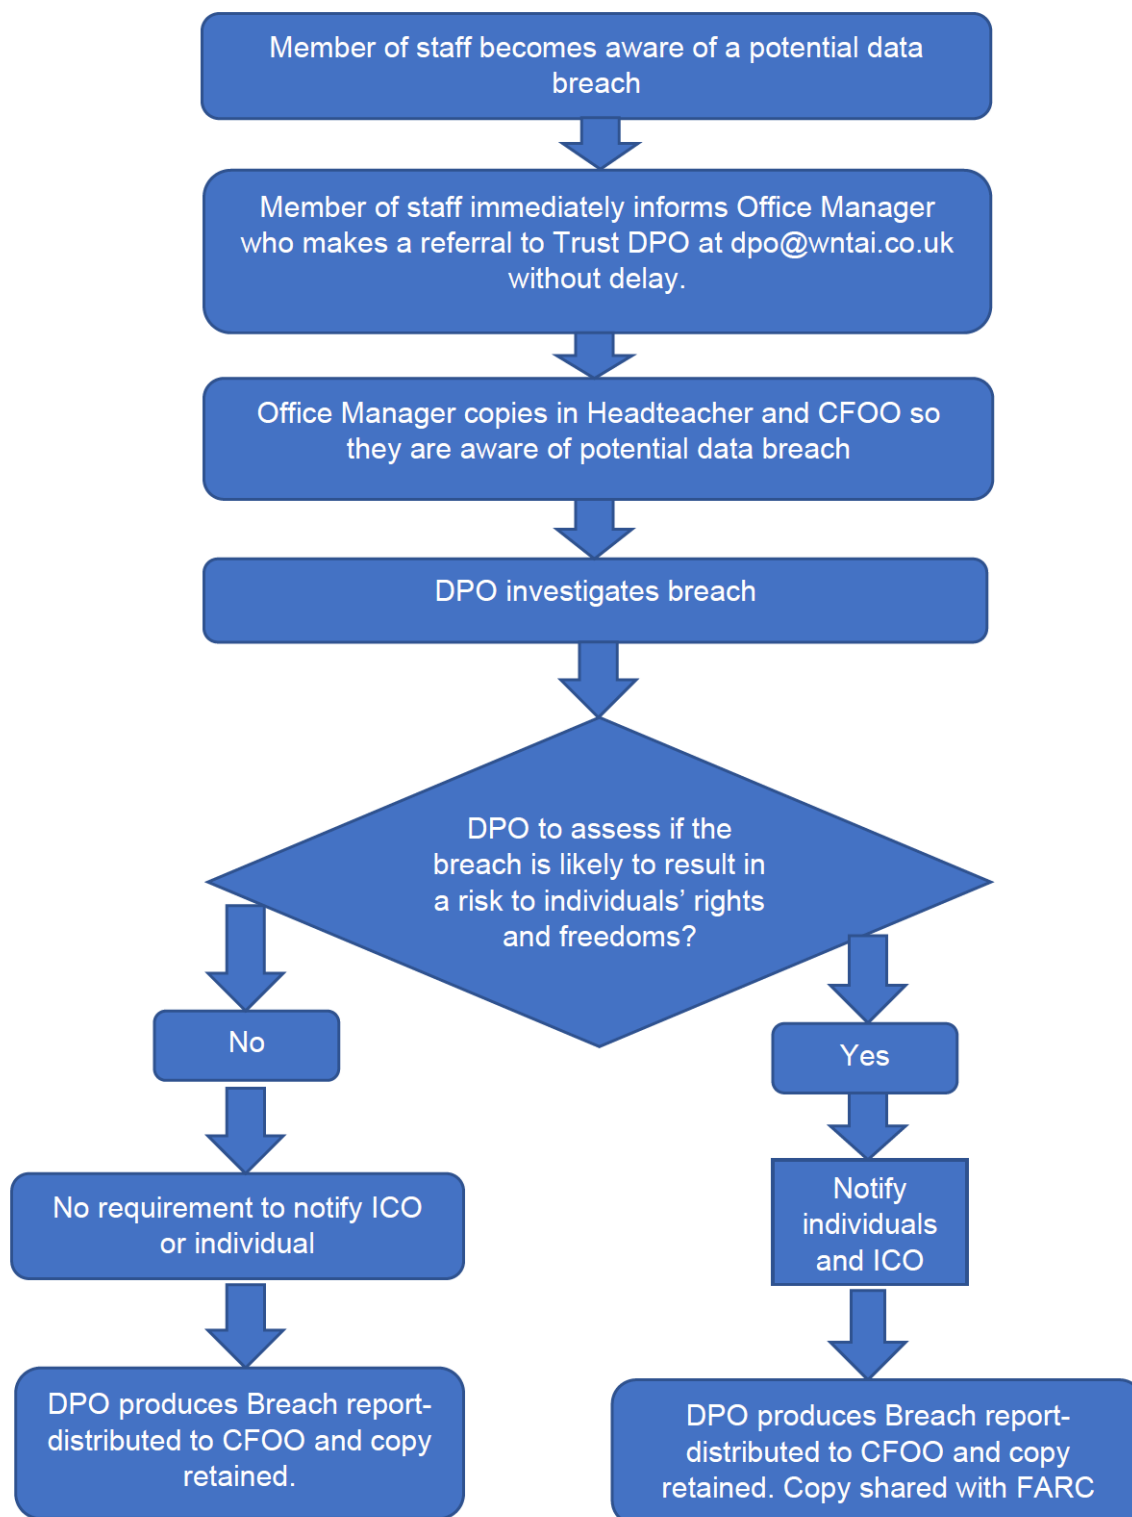 Member of staff becomes aware of a potential data
breach
Member of staff immediately informs Office Manager
who makes a referral to Trust DPO at dpo@wntai.co.uk
without delay.
Office Manager copies in Headteacher and CFOO so
they are aware of potential data breach
DPO investigates breach
DPO to assess if the
breach is likely to result in
a risk to individuals’ rights
and freedoms?
No
Yes
No requirement to notify ICO
or individual
Notify
individuals
and ICO
DPO produces Breach report-
distributed to CFOO and copy
retained.
DPO produces Breach report-
distributed to CFOO and copy
retained. Copy shared with FARC